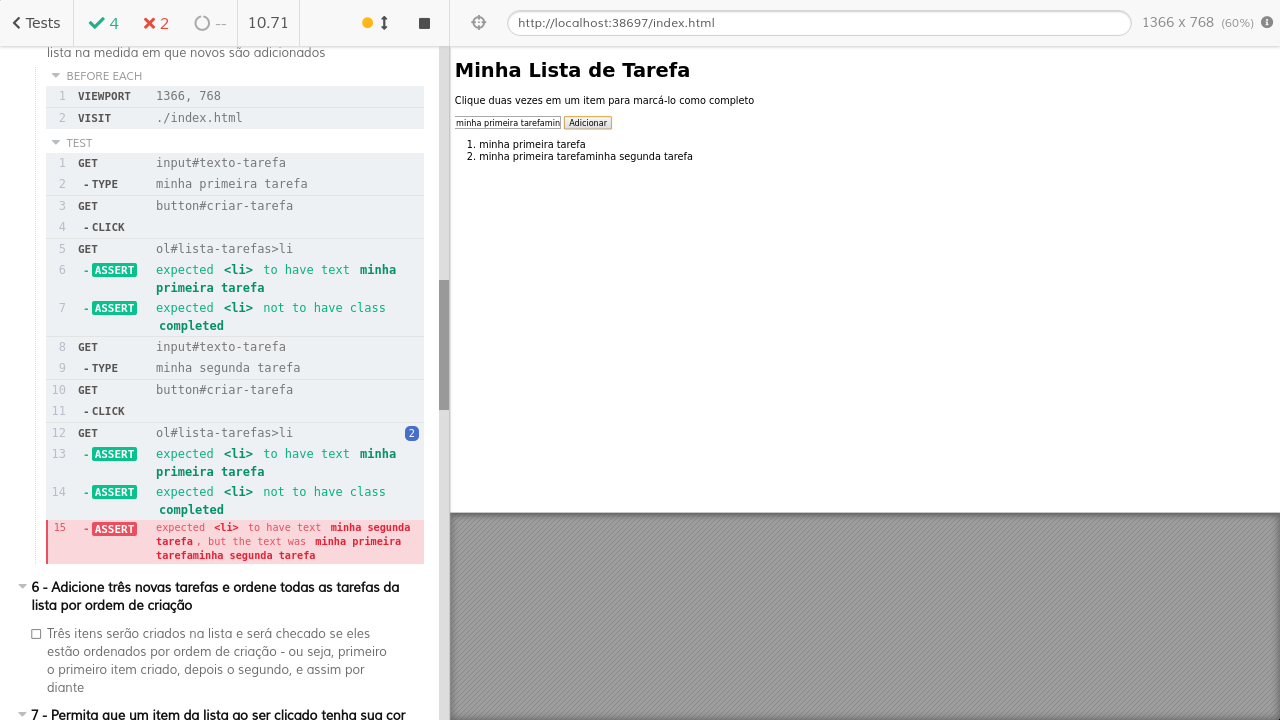 Tests 4 2 -- 10.71
http://localhost:38697/index.html 1366 x 768 (60%)
lista na medida em que novos são adicionados
BEFORE EACH
1 VIEWPORT 1366, 768
2 VISIT ./index.html
TEST
1 GET input#texto-tarefa
2 -TYPE minha primeira tarefa
3 GET button#criar-tarefa
4 -CLICK
5 GET ol#lista-tarefas>li
6 -ASSERT expected <li> to have text minha
primeira tarefa
7 -ASSERT expected <li> not to have class
completed
8 GET input#texto-tarefa
9 -TYPE minha segunda tarefa
10 GET button#criar-tarefa
11 -CLICK
12 GET ol#lista-tarefas>li 2
13 -ASSERT expected <li> to have text minha
primeira tarefa
14 -ASSERT expected <li> not to have class
completed
15 -ASSERT expected <li> to have text minha segunda
tarefa, but the text was minha primeira
tarefaminha segunda tarefa
6 - Adicione três novas tarefas e ordene todas as tarefas da
lista por ordem de criação
Três itens serão criados na lista e será checado se eles
estão ordenados por ordem de criação - ou seja, primeiro
o primeiro item criado, depois o segundo, e assim por
diante
7 - Permita que um item da lista ao ser clicado tenha sua cor
Minha Lista de Tarefa
Clique duas vezes em um item para marcá-lo como completo
minha primeira tarefamin Adicionar
1. minha primeira tarefa
2. minha primeira tarefaminha segunda tarefa